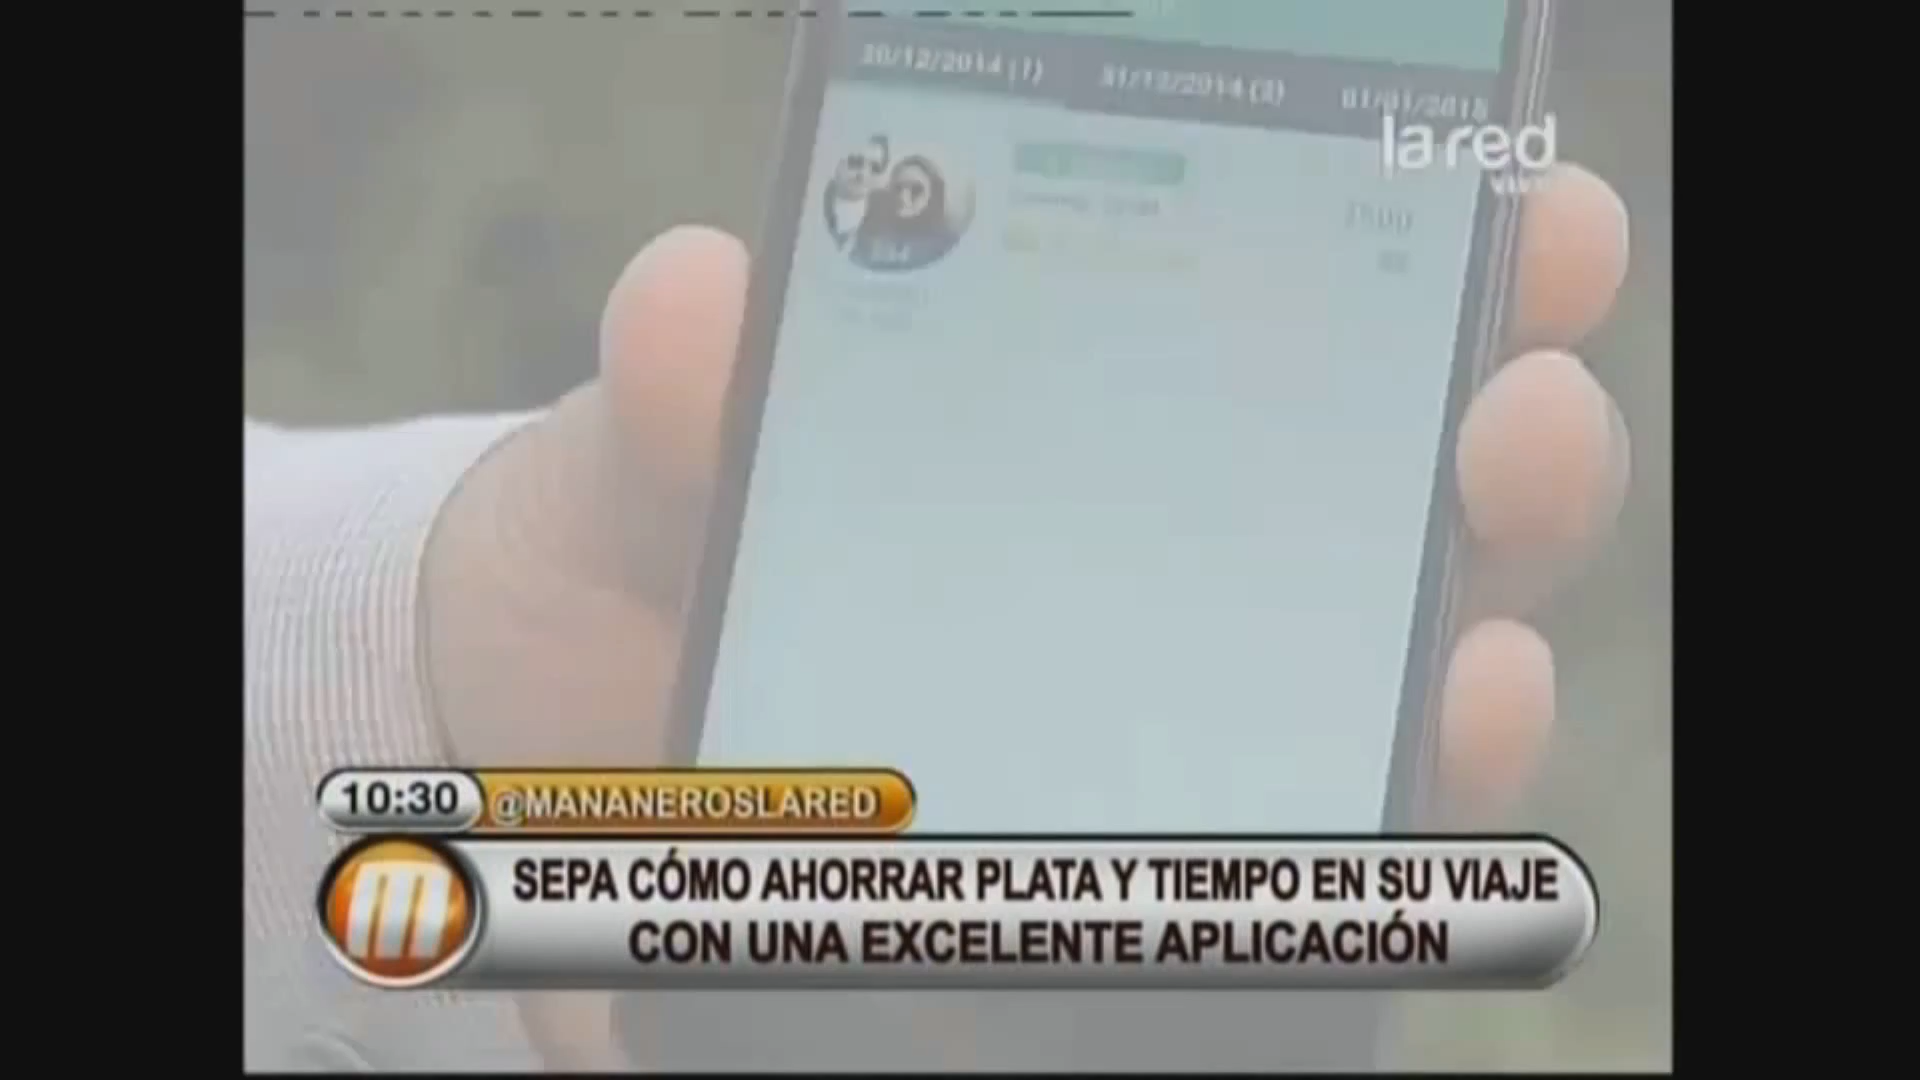 30/12/2014 (1) 31/12/2014 (3) 01/01/2015
la red
VIVO
10:30 @MANANEROSLARED
m SEPA CÓMO AHORRAR PLATA Y TIEMPO EN SU VIAJE
CON UNA EXCELENTE APLICACIÓN